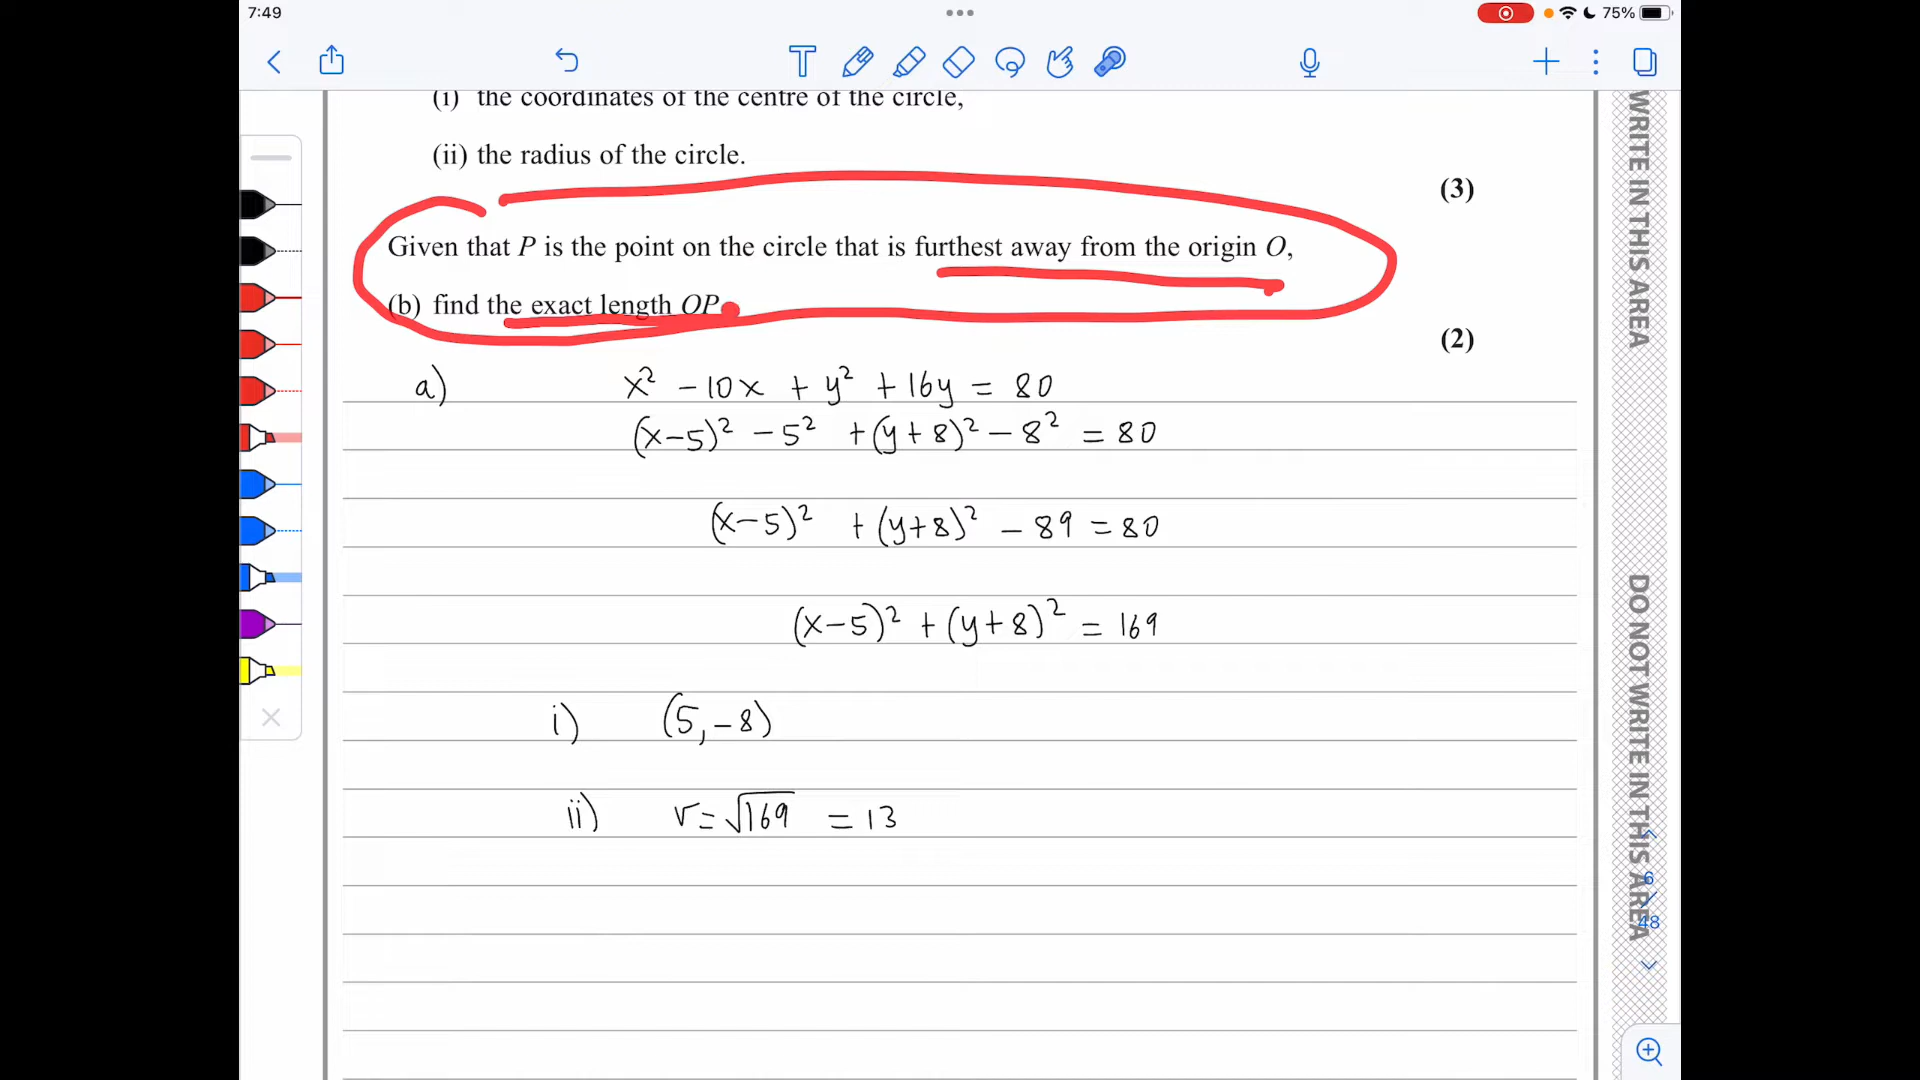 7:49
75%
(i) the coordinates of the centre of the circle,
(ii) the radius of the circle.
(3)
Given that P is the point on the circle that is furthest away from the origin O,
(b) find the exact length OP.
(2)
a) x² - 10x + y² + 16y = 80
(x-5)² - 5² + (y+8)² - 8² = 80
(x-5)² + (y+8)² - 89 = 80
(x-5)² + (y+8)² = 169
i) (5, -8)
ii) r = √169 = 13
WRITE IN THIS AREA
DO NOT WRITE IN THIS AREA
6
/
48